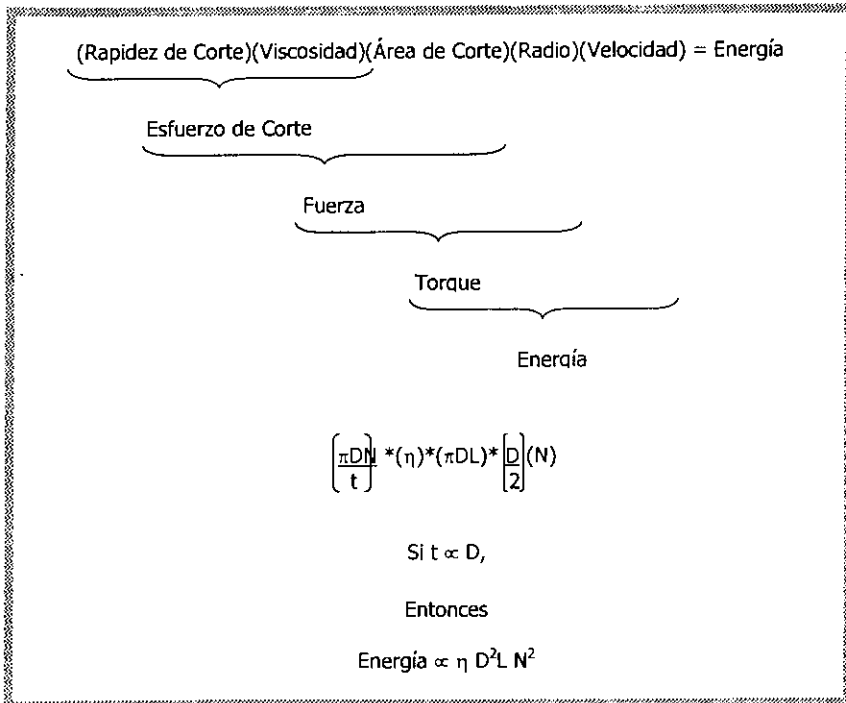 (Rapidez de Corte)(Viscosidad)(Área de Corte)(Radio)(Velocidad) = Energía
Esfuerzo de Corte
Fuerza
Torque
Energía
(πDN/t)*(η)*(πDL)*[D/2](N)
Si t ∝ D,
Entonces
Energía ∝ η D²L N²